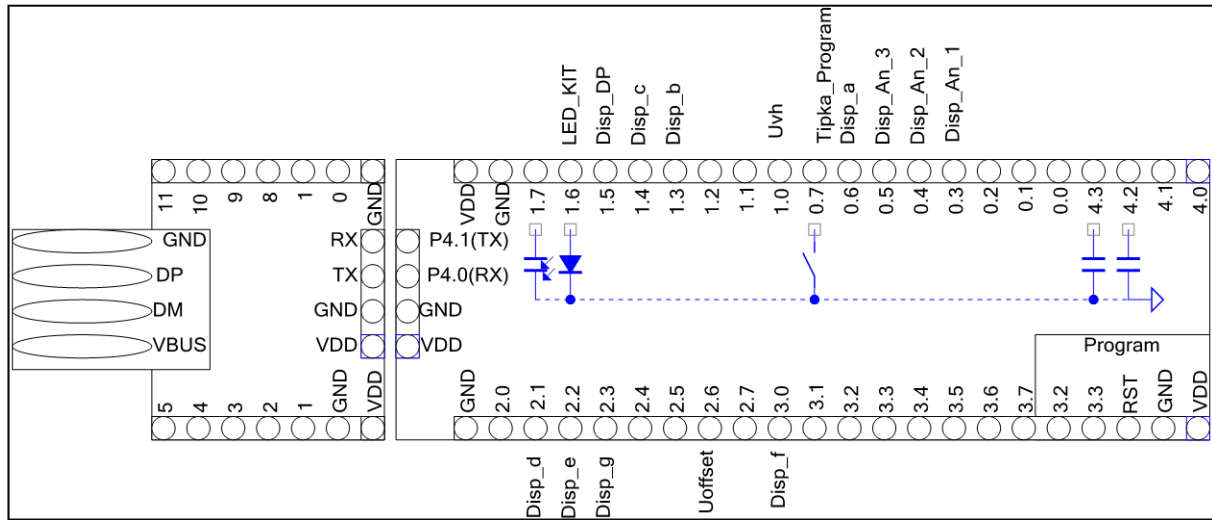 LED_KIT
Disp_DP
Disp_c
Disp_b
Uvh
Tipka_Program
Disp_a
Disp_An_3
Disp_An_2
Disp_An_1
11
10
9
8
1
0
GND
VDD
GND
1.7
1.6
1.5
1.4
1.3
1.2
1.1
1.0
0.7
0.6
0.5
0.4
0.3
0.2
0.1
0.0
4.3
4.2
4.1
4.0
GND
DP
DM
VBUS
RX
TX
GND
VDD
P4.1(TX)
P4.0(RX)
GND
VDD
Program
5
4
3
2
1
GND
VDD
GND
2.0
2.1
2.2
2.3
2.4
2.5
2.6
2.7
3.0
3.1
3.2
3.3
3.4
3.5
3.6
3.7
3.2
3.3
RST
GND
VDD
Disp_d
Disp_e
Disp_g
Uoffset
Disp_f